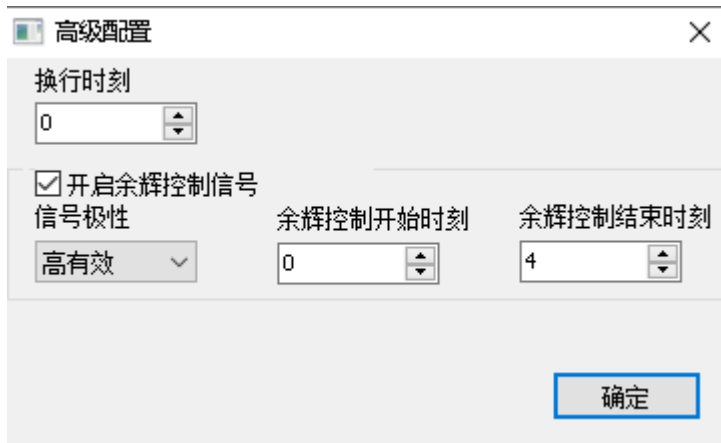 高级配置
换行时刻
0
开启余辉控制信号
信号极性 余辉控制开始时刻 余辉控制结束时刻
高有效 0 4
确定